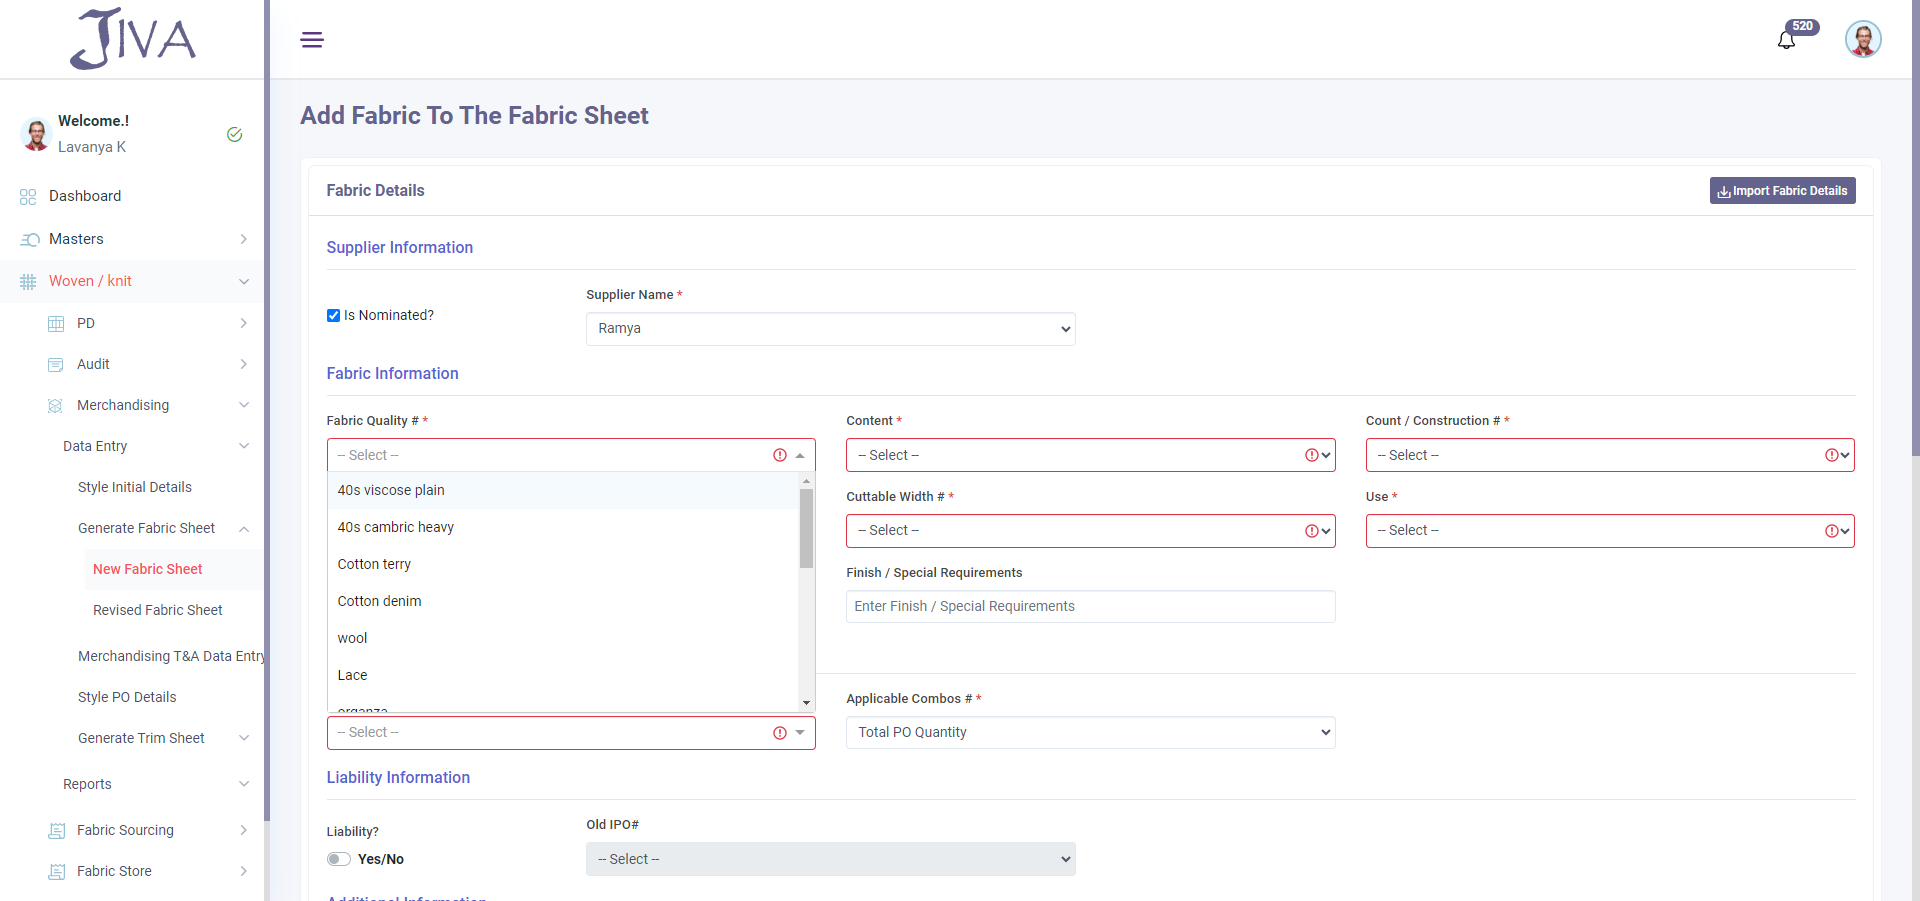 JIVA
520
Welcome.!
Lavanya K
Dashboard
Masters
Woven / knit
PD
Audit
Merchandising
Data Entry
Style Initial Details
Generate Fabric Sheet
New Fabric Sheet
Revised Fabric Sheet
Merchandising T&A Data Entry
Style PO Details
Generate Trim Sheet
Reports
Fabric Sourcing
Fabric Store
Add Fabric To The Fabric Sheet
Fabric Details
Import Fabric Details
Supplier Information
Is Nominated?
Supplier Name *
Ramya
Fabric Information
Fabric Quality # *
Content *
Count / Construction # *
-- Select --
-- Select --
-- Select --
40s viscose plain
40s cambric heavy
Cotton terry
Cotton denim
wool
Lace
organza
Cuttable Width # *
Use *
-- Select --
-- Select --
Finish / Special Requirements
Enter Finish / Special Requirements
Applicable Combos # *
-- Select --
Total PO Quantity
Liability Information
Liability?
Yes/No
Old IPO#
-- Select --
Additional Information